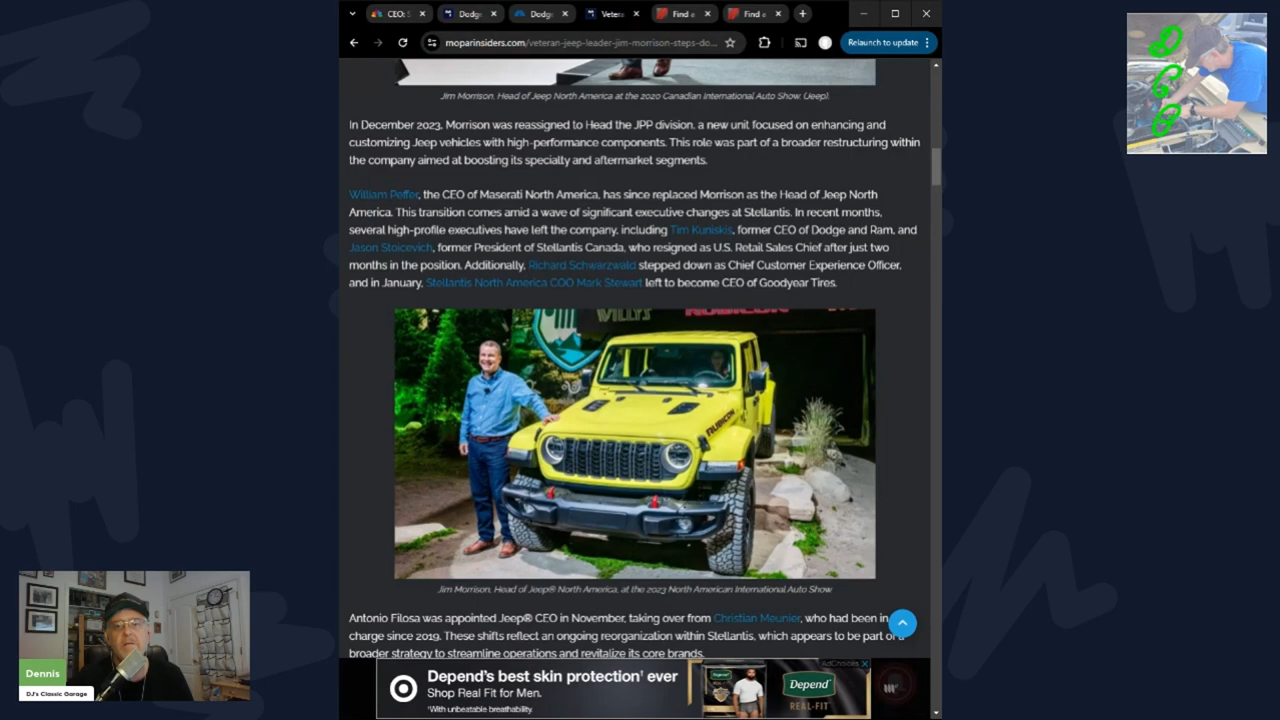 CEO: S
Dodg
Dodg
Vetera
Find a
Find a
moparinsiders.com/veteran-jeep-leader-jim-morrison-steps-do...
Relaunch to update
Jim Morrison, Head of Jeep North America at the 2020 Canadian International Auto Show. (Jeep).
In December 2023, Morrison was reassigned to Head the JPP division, a new unit focused on enhancing and
customizing Jeep vehicles with high-performance components. This role was part of a broader restructuring within
the company aimed at boosting its specialty and aftermarket segments.
William Peffer, the CEO of Maserati North America, has since replaced Morrison as the Head of Jeep North
America. This transition comes amid a wave of significant executive changes at Stellantis. In recent months,
several high-profile executives have left the company, including Tim Kuniskis, former CEO of Dodge and Ram, and
Jason Stoicevich, former President of Stellantis Canada, who resigned as U.S. Retail Sales Chief after just two
months in the position. Additionally, Richard Schwarzwald stepped down as Chief Customer Experience Officer,
and in January, Stellantis North America COO Mark Stewart left to become CEO of Goodyear Tires.
WILLYS
RUBICON
RUBICON
Jim Morrison, Head of Jeep® North America, at the 2023 North American International Auto Show
Antonio Filosa was appointed Jeep® CEO in November, taking over from Christian Meunier, who had been in
charge since 2019. These shifts reflect an ongoing reorganization within Stellantis, which appears to be part of a
broader strategy to streamline operations and revitalize its core brands.
AdChoices
Depend's best skin protection† ever
Shop Real Fit for Men.
†With unbeatable breathability.
Depend
REAL-FIT
DCG
Dennis
DJ's Classic Garage